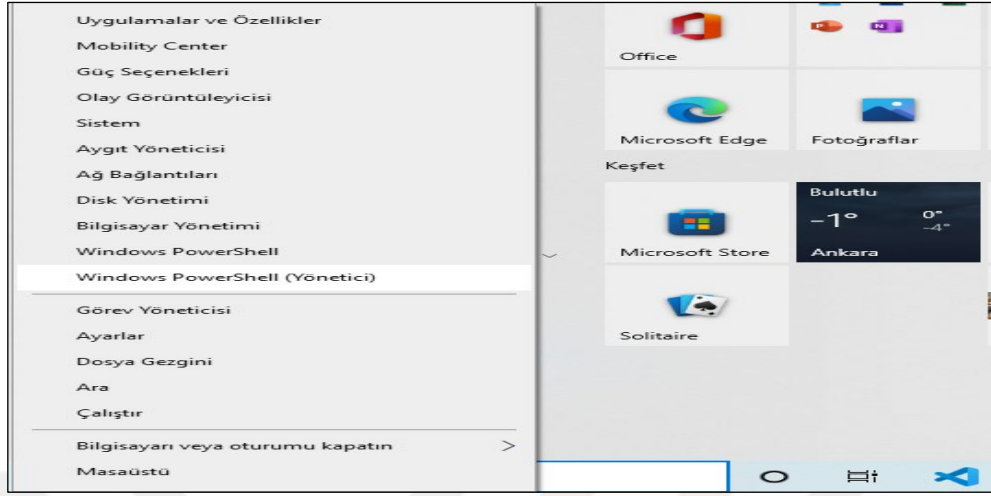 Uygulamalar ve Özellikler
Mobility Center
Güç Seçenekleri
Olay Görüntüleyicisi
Sistem
Aygıt Yöneticisi
Ağ Bağlantıları
Disk Yönetimi
Bilgisayar Yönetimi
Windows PowerShell
Windows PowerShell (Yönetici)
Görev Yöneticisi
Ayarlar
Dosya Gezgini
Ara
Çalıştır
Bilgisayarı veya oturumu kapatın
Masaüstü
Office
Microsoft Edge
Fotoğraflar
Keşfet
Microsoft Store
Bulutlu
-1°
0°
-4°
Ankara
Solitaire